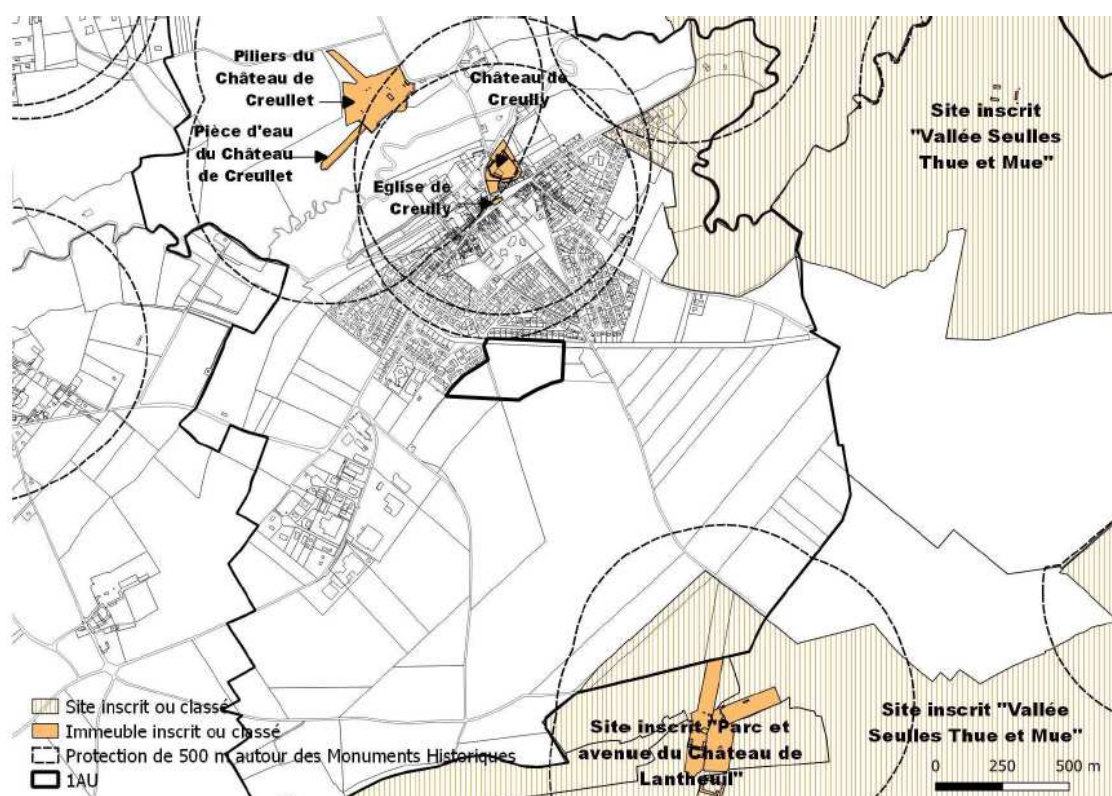 Piliers du
Château de
Creullet
Château de
Creully
Pièce d'eau
du Château
de Creullet
Eglise de
Creully
Site inscrit
"Vallée Seulles
Thue et Mue"
Site inscrit ou classé
Immeuble inscrit ou classé
Protection de 500 m autour des Monuments Historiques
1AU
Site inscrit "Parc et
avenue du Château de
Lantheuil"
Site inscrit "Vallée
Seulles Thue et Mue"
0 250 500 m